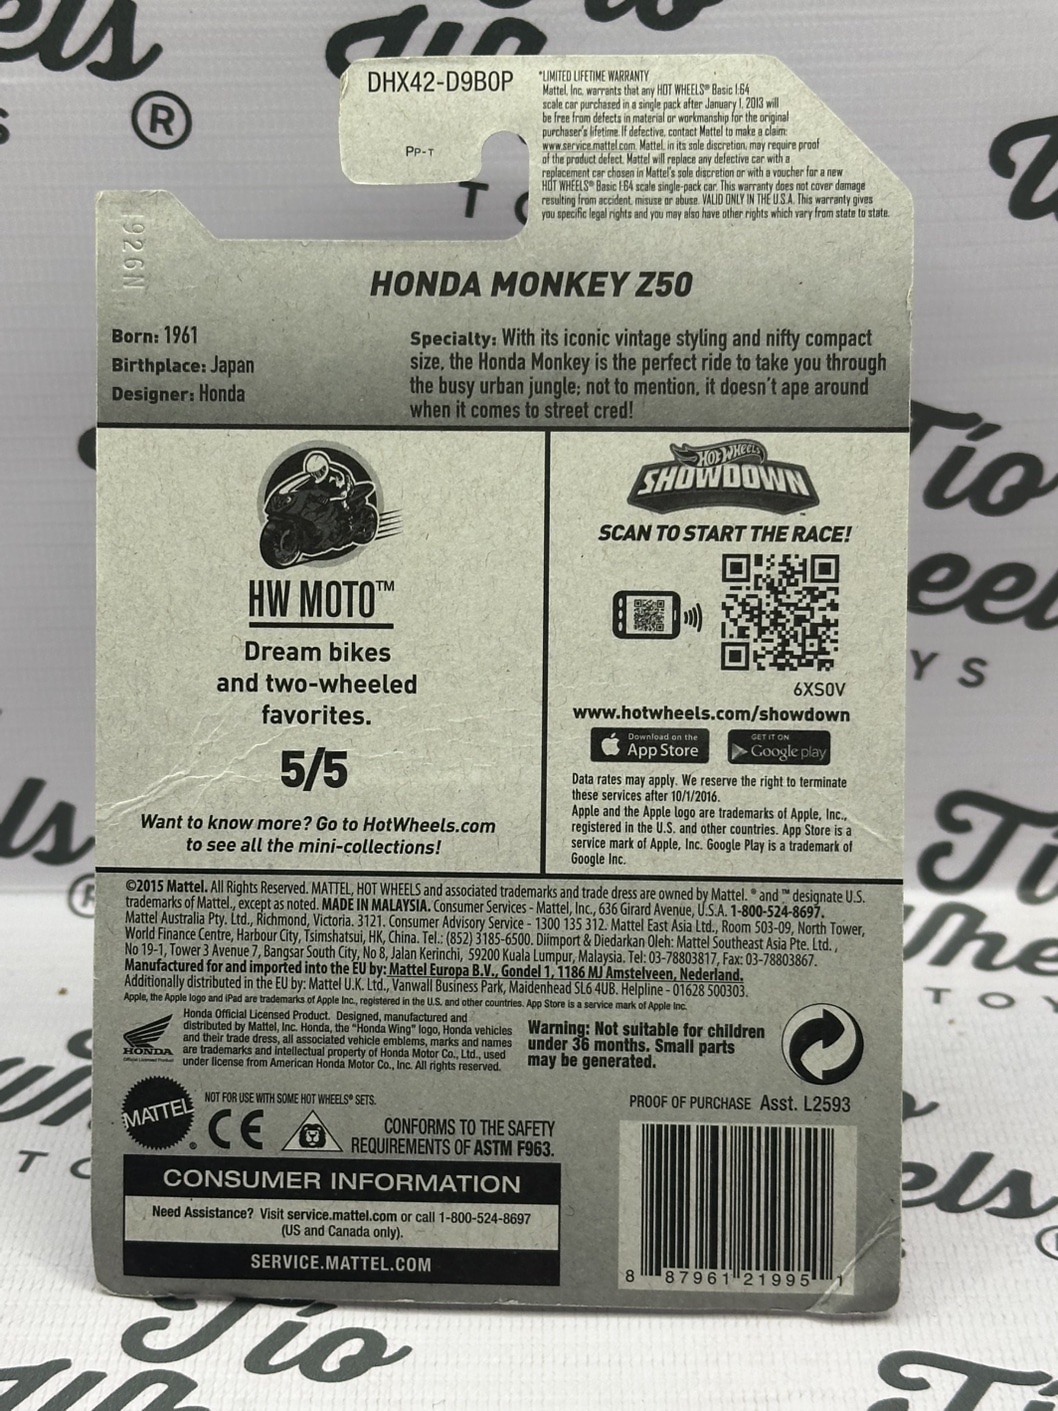 DHX42-D9B0P
PP-T
*LIMITED LIFETIME WARRANTY
Mattel, Inc. warrants that any HOT WHEELS® Basic 1:64
scale car purchased in a single pack after January 1, 2013 will
be free from defects in material or workmanship for the original
purchaser's lifetime. If defective, contact Mattel to make a claim:
www.service.mattel.com. Mattel, in its sole discretion, may require proof
of the product defect. Mattel will replace any defective car with a
replacement car chosen in Mattel's sole discretion or with a voucher for a new
HOT WHEELS® Basic 1:64 scale single-pack car. This warranty does not cover damage
resulting from accident, misuse or abuse. VALID ONLY IN THE U.S.A. This warranty gives
you specific legal rights and you may also have other rights which vary from state to state.
HONDA MONKEY Z50
Born: 1961
Birthplace: Japan
Designer: Honda
Specialty: With its iconic vintage styling and nifty compact
size, the Honda Monkey is the perfect ride to take you through
the busy urban jungle; not to mention, it doesn't ape around
when it comes to street cred!
HW MOTO™
Dream bikes
and two-wheeled
favorites.
5/5
Want to know more? Go to HotWheels.com
to see all the mini-collections!
HOT WHEELS
SHOWDOWN™
SCAN TO START THE RACE!
6XS0V
www.hotwheels.com/showdown
Download on the
App Store
GET IT ON
Google play
Data rates may apply. We reserve the right to terminate
these services after 10/1/2016.
Apple and the Apple logo are trademarks of Apple, Inc.,
registered in the U.S. and other countries. App Store is a
service mark of Apple, Inc. Google Play is a trademark of
Google Inc.
©2015 Mattel. All Rights Reserved. MATTEL, HOT WHEELS and associated trademarks and trade dress are owned by Mattel. ® and ™ designate U.S.
trademarks of Mattel., except as noted. MADE IN MALAYSIA. Consumer Services - Mattel, Inc., 636 Girard Avenue, U.S.A. 1-800-524-8697.
Mattel Australia Pty. Ltd., Richmond, Victoria. 3121. Consumer Advisory Service - 1300 135 312. Mattel East Asia Ltd., Room 503-09, North Tower,
World Finance Centre, Harbour City, Tsimshatsui, HK, China. Tel.: (852) 3185-6500. Diimport & Diedarkan Oleh: Mattel Southeast Asia Pte. Ltd.,
No 19-1, Tower 3 Avenue 7, Bangsar South City, No 8, Jalan Kerinchi, 59200 Kuala Lumpur, Malaysia. Tel: 03-78803817, Fax: 03-78803867.
Manufactured for and imported into the EU by: Mattel Europa B.V., Gondel 1, 1186 MJ Amstelveen, Nederland.
Additionally distributed in the EU by: Mattel U.K. Ltd., Vanwall Business Park, Maidenhead SL6 4UB. Helpline - 01628 500303.
Apple, the Apple logo and iPad are trademarks of Apple Inc., registered in the U.S. and other countries. App Store is a service mark of Apple Inc.
HONDA
Official Licensed Product
Honda Official Licensed Product. Designed, manufactured and
distributed by Mattel, Inc. Honda, the "Honda Wing" logo, Honda vehicles
and their trade dress, all associated vehicle emblems, marks and names
are trademarks and intellectual property of Honda Motor Co., Ltd., used
under license from American Honda Motor Co., Inc. All rights reserved.
Warning: Not suitable for children
under 36 months. Small parts
may be generated.
MATTEL®
NOT FOR USE WITH SOME HOT WHEELS® SETS.
CE
CONFORMS TO THE SAFETY
REQUIREMENTS OF ASTM F963.
PROOF OF PURCHASE Asst. L2593
CONSUMER INFORMATION
Need Assistance? Visit service.mattel.com or call 1-800-524-8697
(US and Canada only).
SERVICE.MATTEL.COM
8 87961 21995 1